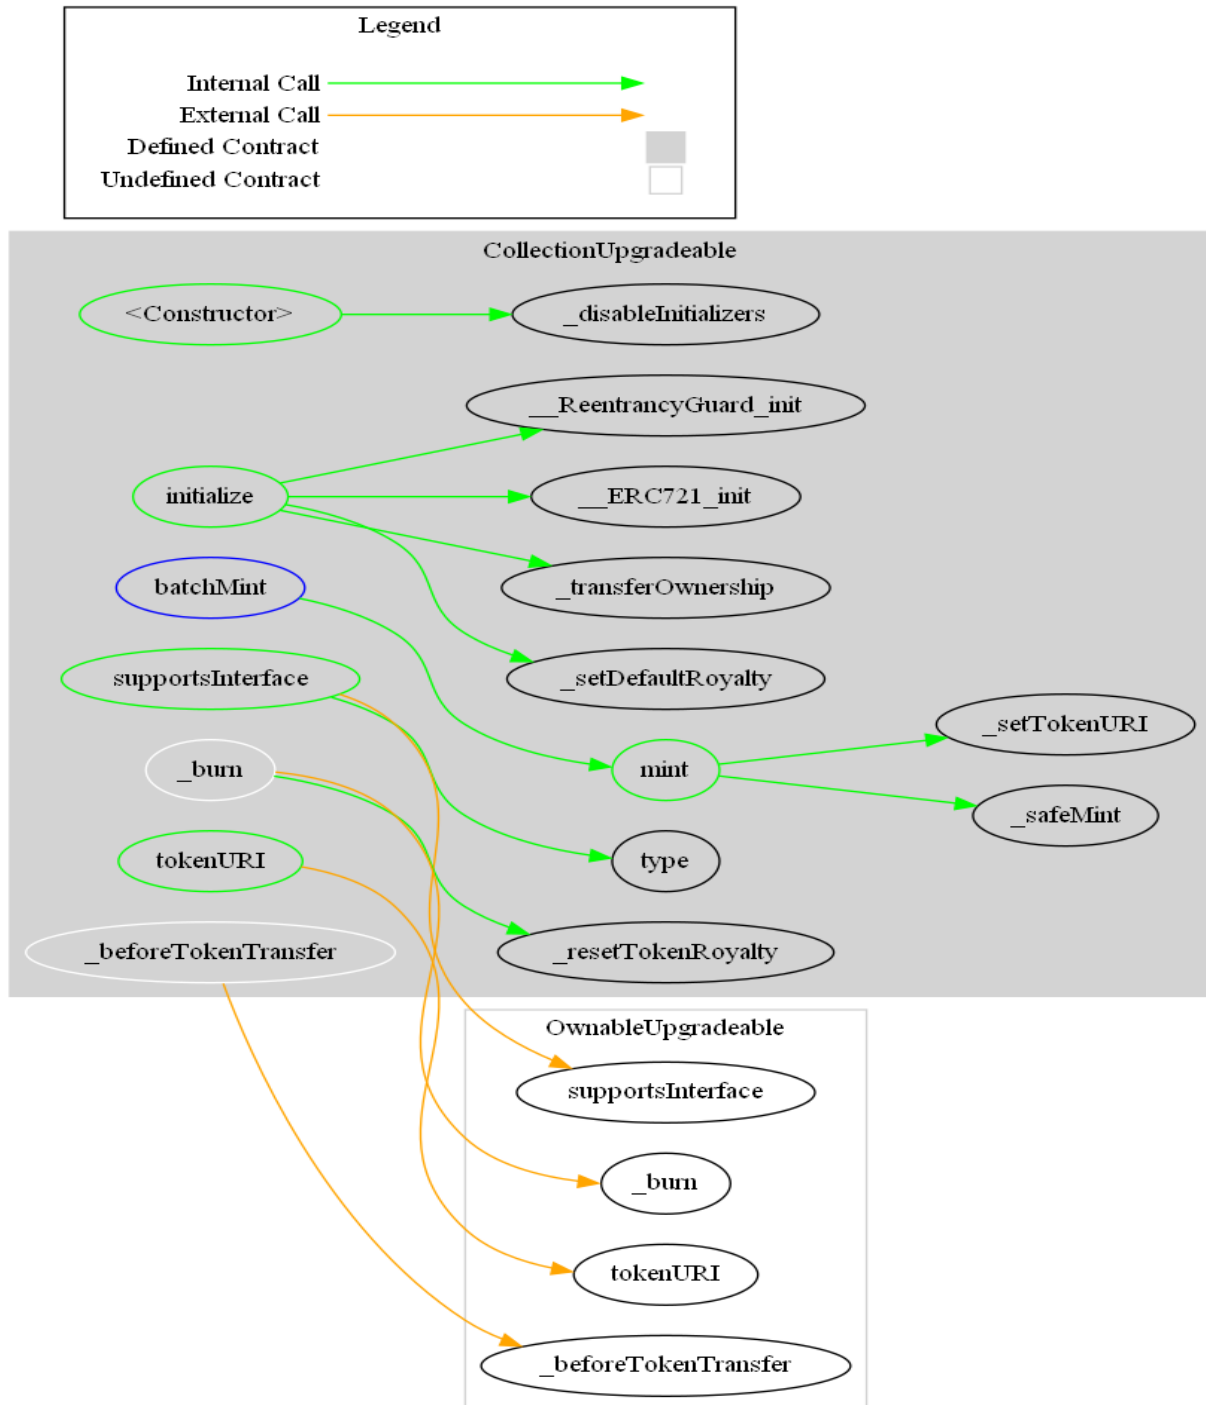 Legend
Internal Call
External Call
Defined Contract
Undefined Contract
CollectionUpgradeable
<Constructor>
_disableInitializers
__ReentrancyGuard_init
initialize
__ERC721_init
batchMint
_transferOwnership
supportsInterface
_setDefaultRoyalty
_setTokenURI
_burn
mint
_safeMint
tokenURI
type
_beforeTokenTransfer
_resetTokenRoyalty
OwnableUpgradeable
supportsInterface
_burn
tokenURI
_beforeTokenTransfer